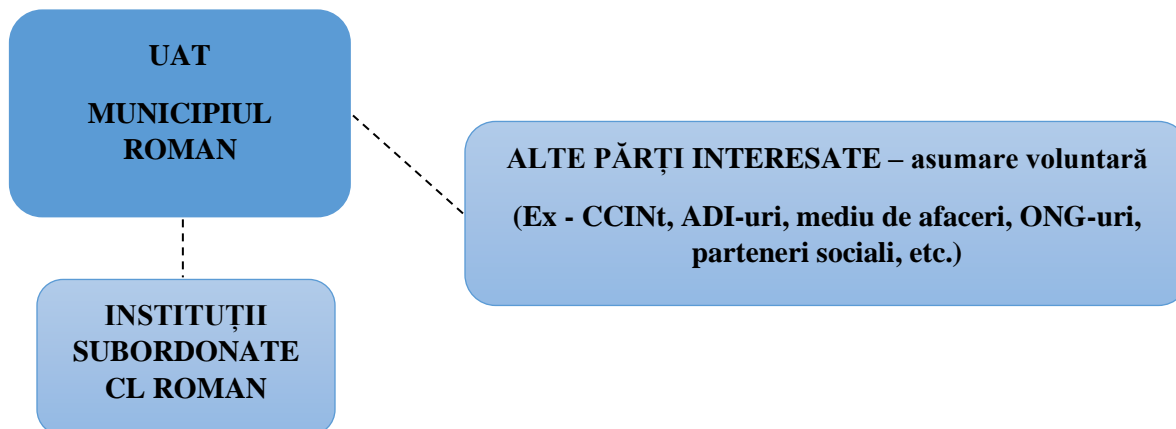 UAT
MUNICIPIUL
ROMAN
ALTE PĂRȚI INTERESATE – asumare voluntară
(Ex - CCINt, ADI-uri, mediu de afaceri, ONG-uri,
parteneri sociali, etc.)
INSTITUȚII
SUBORDONATE
CL ROMAN